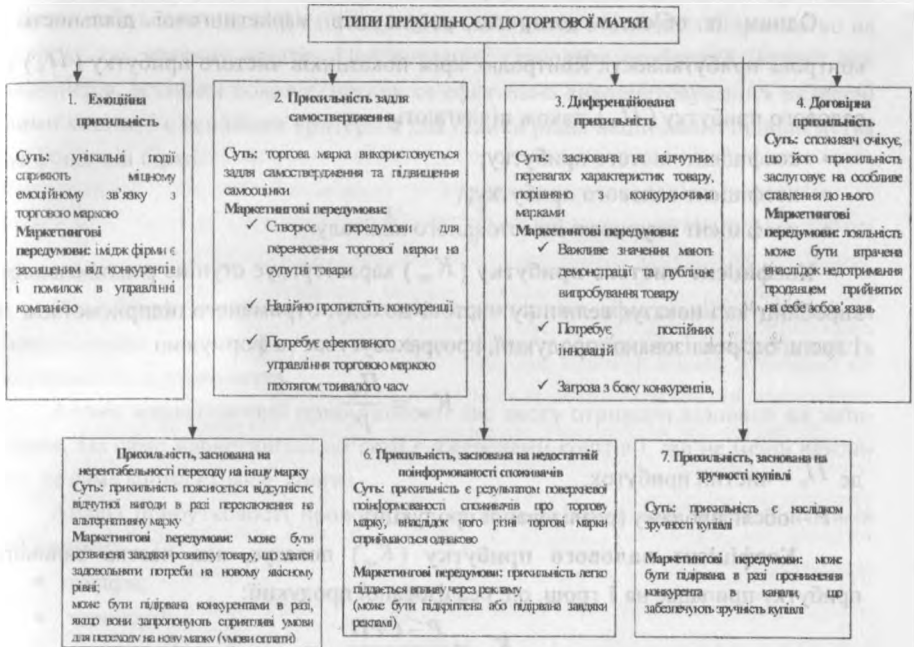 ТИПИ ПРИХИЛЬНОСТІ ДО ТОРГОВОЇ МАРКИ
1. Емоційна
прихильність
Суть: унікальні події
сприяють міцному
емоційному зв'язку з
торговою маркою
Маркетингові
передумови: імідж фірми є
захищеним від конкурентів
і помилок в управлінні
компанією
2. Прихильність задля
самоствердження
Суть: торгова марка використовується
задля самоствердження та підвищення
самооцінки
Маркетингові передумови:
✓ Створює передумови для
перенесення торгової марки на
супутні товари
✓ Надійно протистоїть конкуренції
✓ Потребує ефективного
управління торговою маркою
протягом тривалого часу
3. Диференційована
прихильність
Суть: заснована на відчутних
перевагах характеристик товару,
порівняно з конкуруючими
марками
Маркетингові передумови:
✓ Важливе значення мають
демонстрації та публічне
випробування товару
✓ Потребує постійних
інновацій
✓ Загроза з боку конкурентів,
4. Договірна
Суть: споживач очікує,
що його прихильність
заслуговує на особливе
ставлення до нього
Маркетингові
передумови: лояльність
може бути втрачена
внаслідок недотримання
продавцем прийнятих
на себе зобов'язань
Прихильність, заснована на
нерентабельності переходу на іншу марку
Суть: прихильність пояснюється відсутністю
відчутної вигоди в разі переключення на
альтернативну марку
Маркетингові передумови: може бути
розвинена завдяки розвитку товару, здатного
задовольняти потреби на новому якісному
рівні;
може бути підірвана конкурентами в разі,
якщо вони запропонують сприятливі умови
для переходу на нову марку (умови оплати)
6. Прихильність, заснована на недостатній
поінформованості споживачів
Суть: прихильність є результатом поверхневої
поінформованості споживачів про торгову
марку, внаслідок чого різні торгові марки
сприймаються однаково
Маркетингові передумови: прихильність легко
піддається впливу через рекламу
(може бути підкріплена або підірвана завдяки
рекламі)
7. Прихильність, заснована на
зручності купівлі
Суть: прихильність є наслідком
зручності купівлі
Маркетингові передумови: може
бути підірвана в разі проникнення
конкурентів в канали, що
забезпечують зручність купівлі